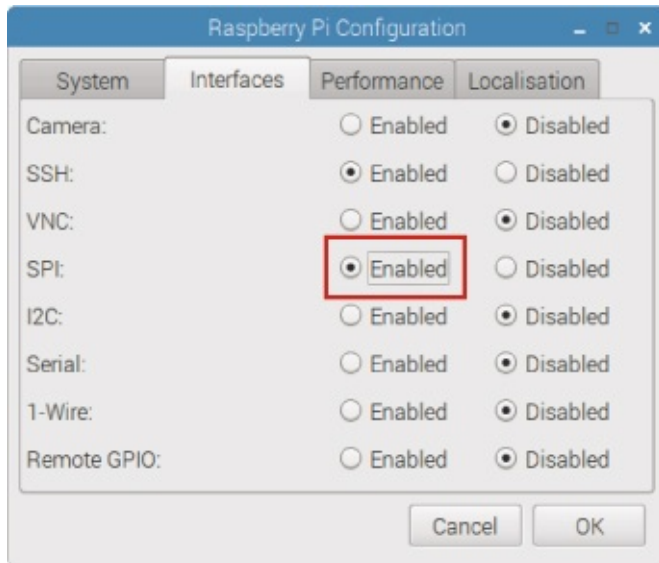 Raspberry Pi Configuration
System Interfaces Performance Localisation
Camera: Enabled Disabled
SSH: Enabled Disabled
VNC: Enabled Disabled
SPI: Enabled Disabled
I2C: Enabled Disabled
Serial: Enabled Disabled
1-Wire: Enabled Disabled
Remote GPIO: Enabled Disabled
Cancel OK